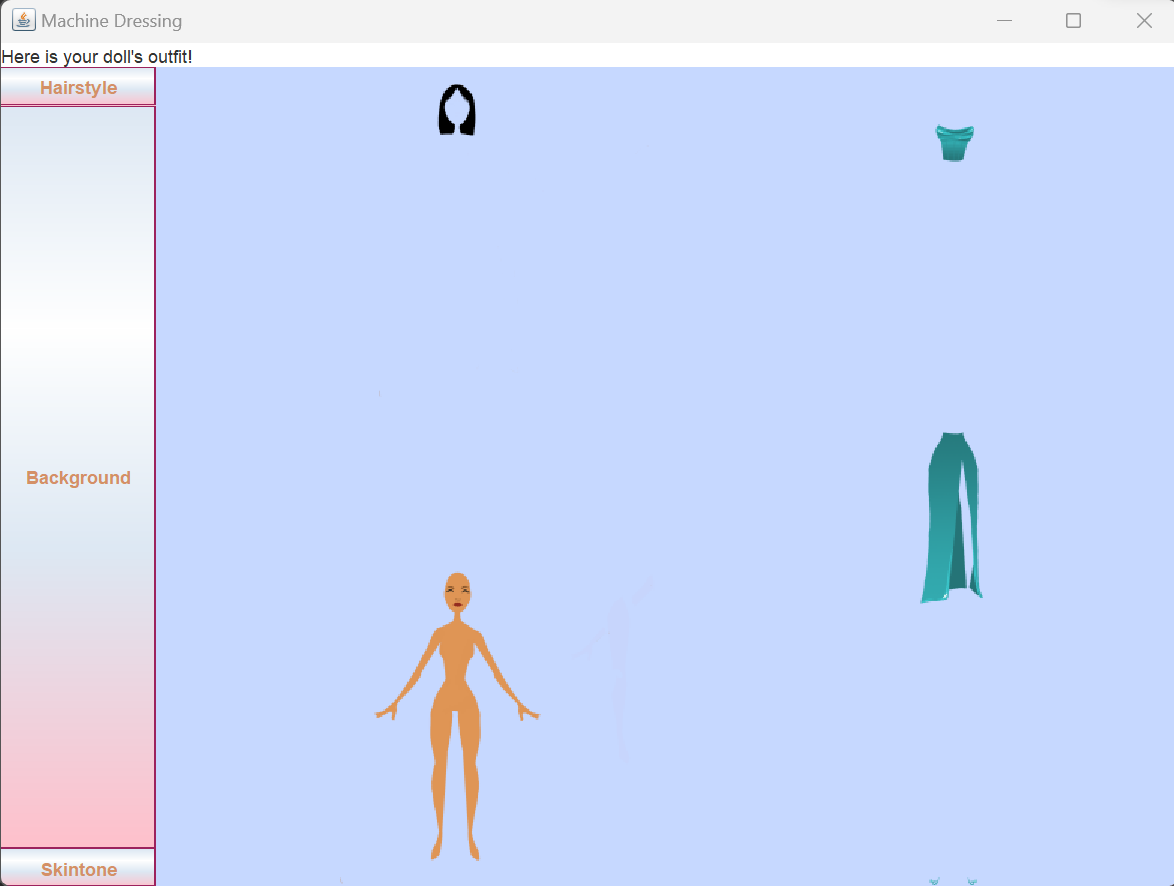 Machine Dressing
Here is your doll's outfit!
Hairstyle
Background
Skintone